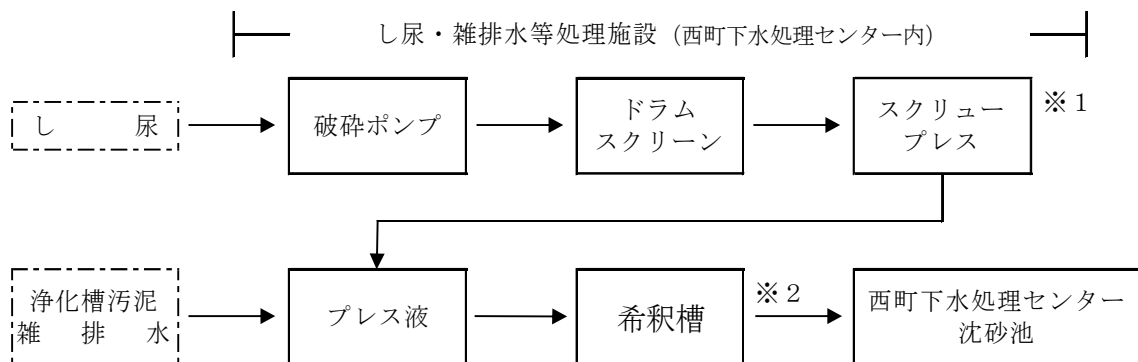 し尿・雑排水等処理施設（西町下水処理センター内）
し　　尿
破砕ポンプ
ドラム
スクリーン
スクリュー
プレス
※１
浄化槽汚泥
雑　排　水
プレス液
希釈槽
※２
西町下水処理センター
沈砂池